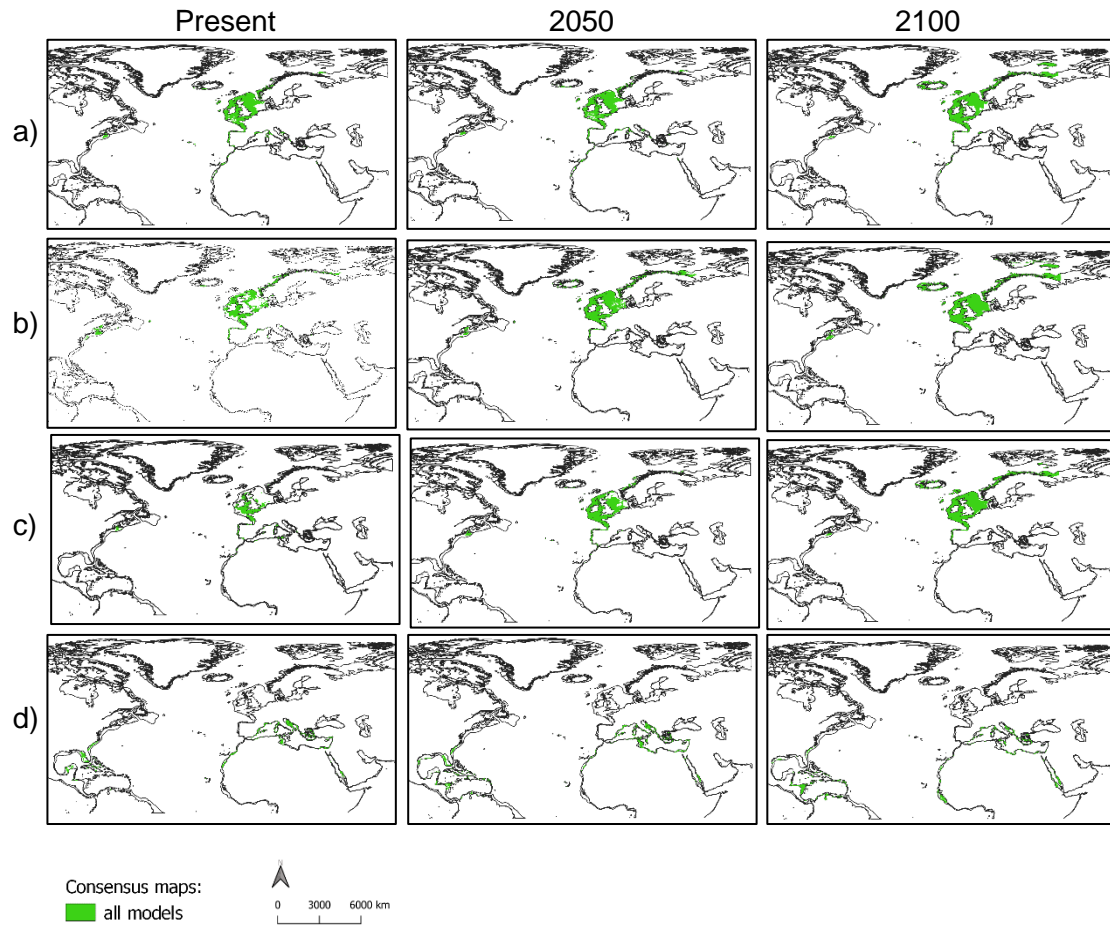 Present 2050 2100
a)
b)
c)
d)
Consensus maps:
all models
N
0 3000 6000 km